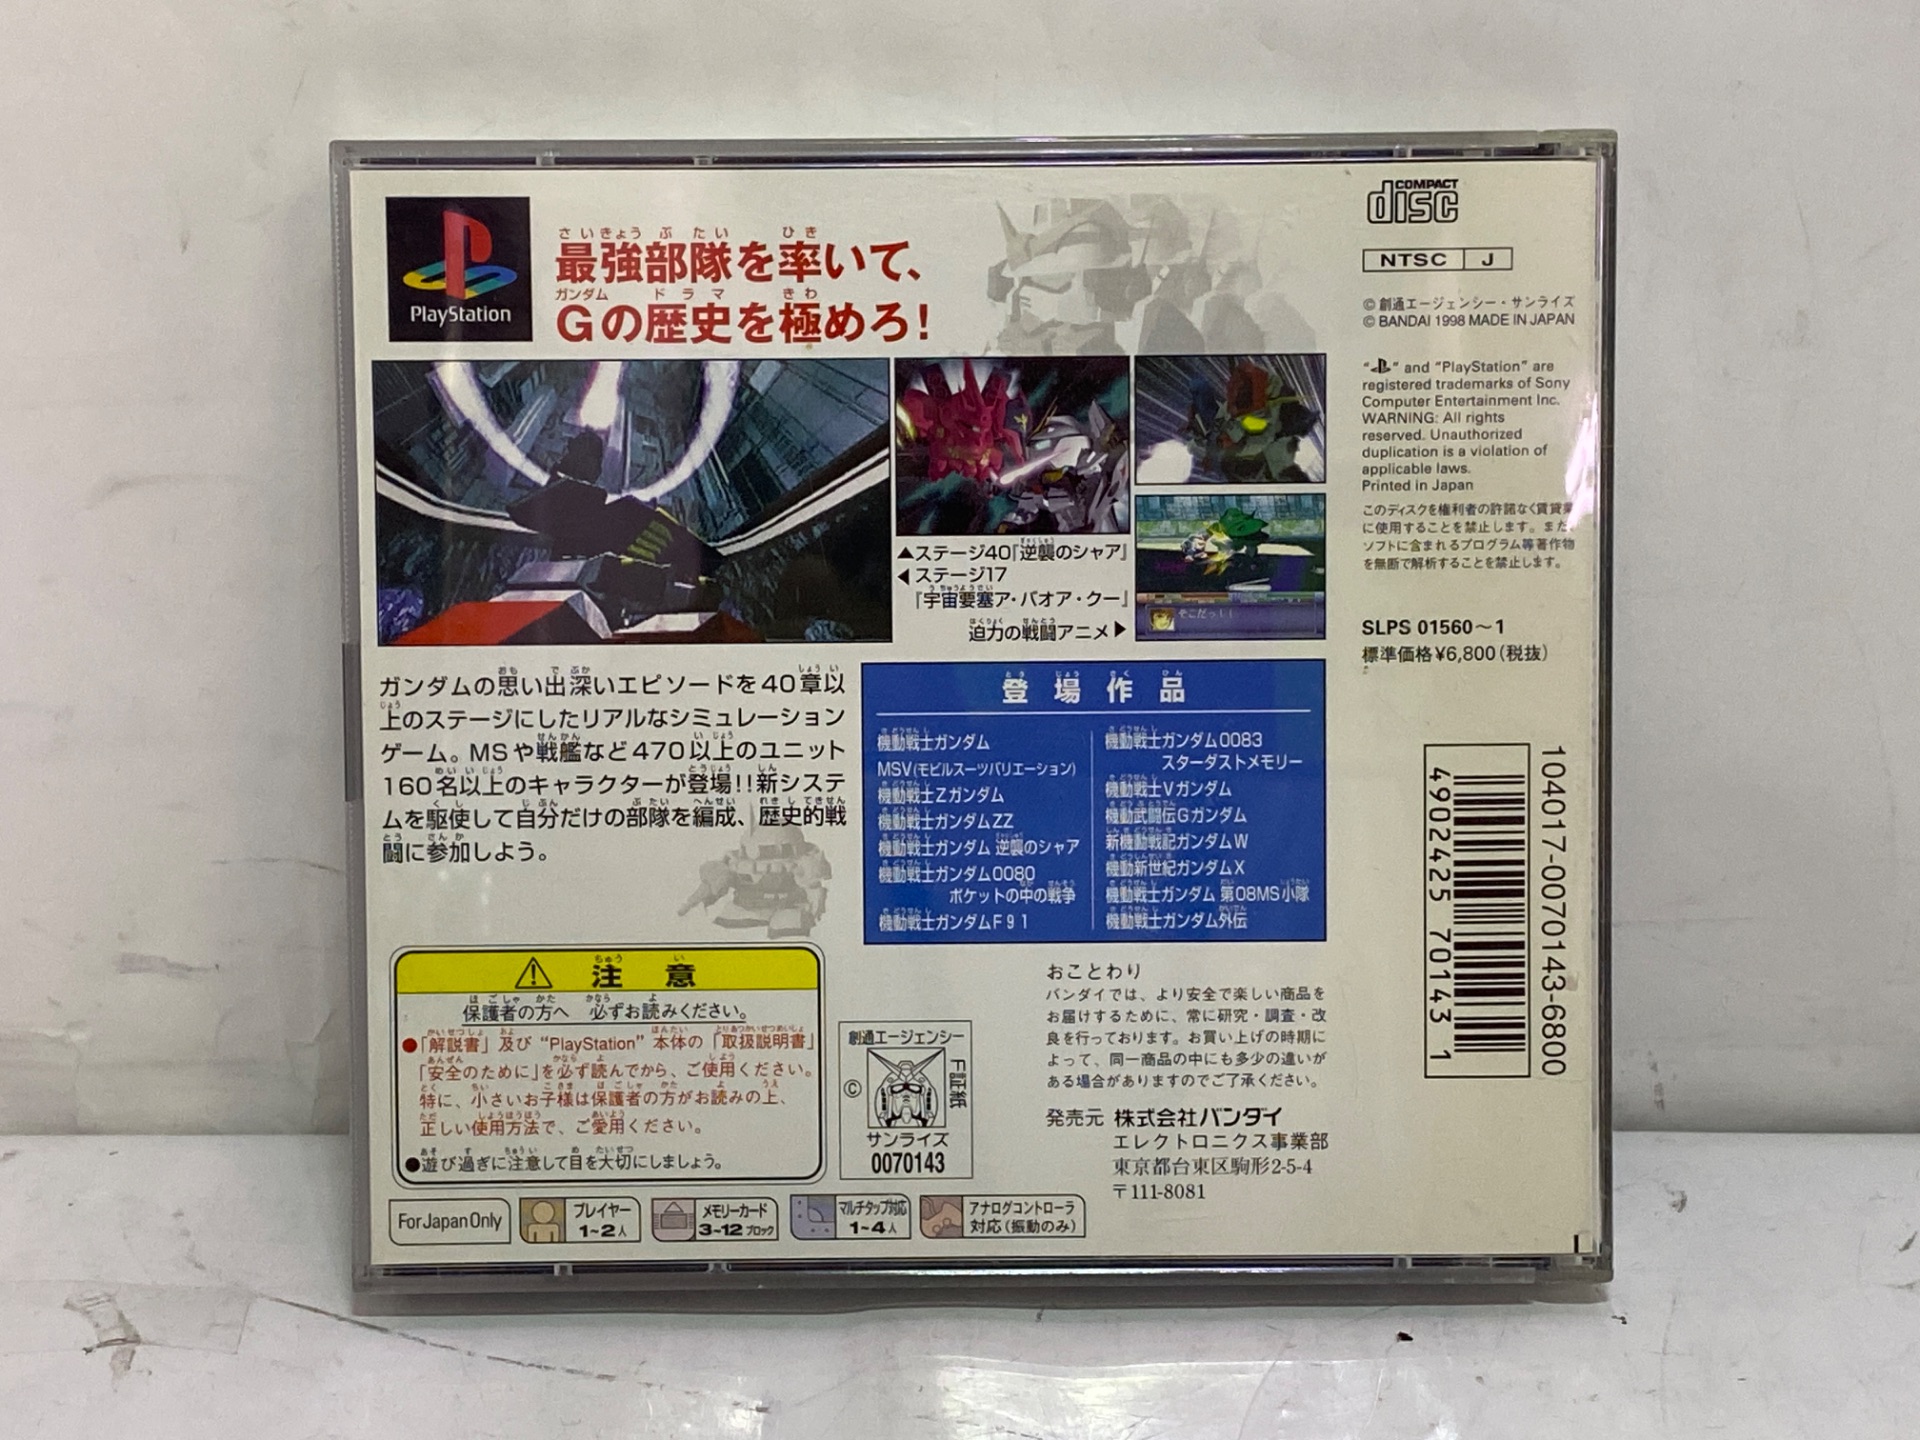 PlayStation
最強部隊を率いて、
Gの歴史を極めろ!
さいきょう ぶ たい ひき
ガンダム ドラマ きわ
▲ステージ40『逆襲のシャア』
◀ステージ17
『宇宙要塞ア・バオア・クー』
迫力の戦闘アニメ▶
そこだっ!!
ガンダムの思い出深いエピソードを40章以
上のステージにしたリアルなシミュレーション
ゲーム。MSや戦艦など470以上のユニット
160名以上のキャラクターが登場!!新システ
ムを駆使して自分だけの部隊を編成、歴史的戦
闘に参加しよう。
登場作品
機動戦士ガンダム
MSV(モビルスーツバリエーション)
機動戦士Zガンダム
機動戦士ガンダムZZ
機動戦士ガンダム 逆襲のシャア
機動戦士ガンダム0080
ポケットの中の戦争
機動戦士ガンダムF91
機動戦士ガンダム0083
スターダストメモリー
機動戦士Vガンダム
機動武闘伝Gガンダム
新機動戦記ガンダムW
機動新世紀ガンダムX
機動戦士ガンダム 第08MS小隊
機動戦士ガンダム外伝
注意
保護者の方へ 必ずお読みください。
●「解説書」及び“PlayStation”本体の「取扱説明書」
「安全のために」を必ず読んでから、ご使用ください。
特に、小さいお子様は保護者の方がお読みの上、
正しい使用方法で、ご愛用ください。
●遊び過ぎに注意して目を大切にしましょう。
創通エージェンシー
©
F証紙
サンライズ
0070143
おことわり
バンダイでは、より安全で楽しい商品を
お届けするために、常に研究・調査・改
良を行っております。お買い上げの時期に
よって、同一商品の中にも多少の違いが
ある場合がありますのでご了承ください。
発売元 株式会社バンダイ
エレクトロニクス事業部
東京都台東区駒形2-5-4
〒111-8081
For Japan Only
プレイヤー
1~2人
メモリーカード
3~12ブロック
マルチタップ対応
1~4人
アナログコントローラ
対応(振動のみ)
COMPACT
disc
NTSC J
© 創通エージェンシー・サンライズ
© BANDAI 1998 MADE IN JAPAN
“ ” and “PlayStation” are
registered trademarks of Sony
Computer Entertainment Inc.
WARNING: All rights
reserved. Unauthorized
duplication is a violation of
applicable laws.
Printed in Japan
このディスクを権利者の許諾なく賃貸業
に使用することを禁止します。また、
ソフトに含まれるプログラム等著作物
を無断で解析することを禁止します。
SLPS 01560~1
標準価格¥6,800(税抜)
104017-0070143-6800
4902425 70143 1